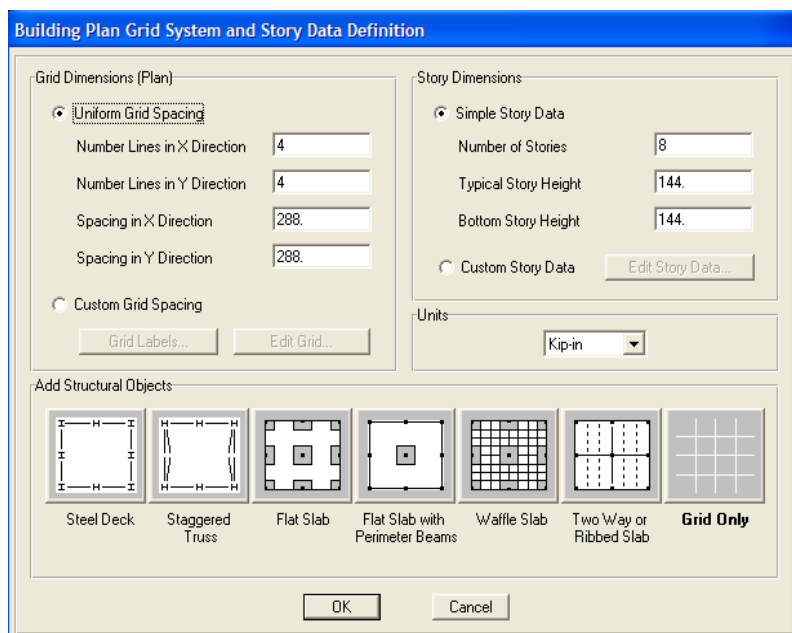 Building Plan Grid System and Story Data Definition
Grid Dimensions (Plan)
Uniform Grid Spacing
Number Lines in X Direction
4
Number Lines in Y Direction
4
Spacing in X Direction
288.
Spacing in Y Direction
288.
Custom Grid Spacing
Grid Labels...
Edit Grid...
Story Dimensions
Simple Story Data
Number of Stories
8
Typical Story Height
144.
Bottom Story Height
144.
Custom Story Data
Edit Story Data...
Units
Kip-in
Add Structural Objects
Steel Deck
Staggered
Truss
Flat Slab
Flat Slab with
Perimeter Beams
Waffle Slab
Two Way or
Ribbed Slab
Grid Only
OK
Cancel